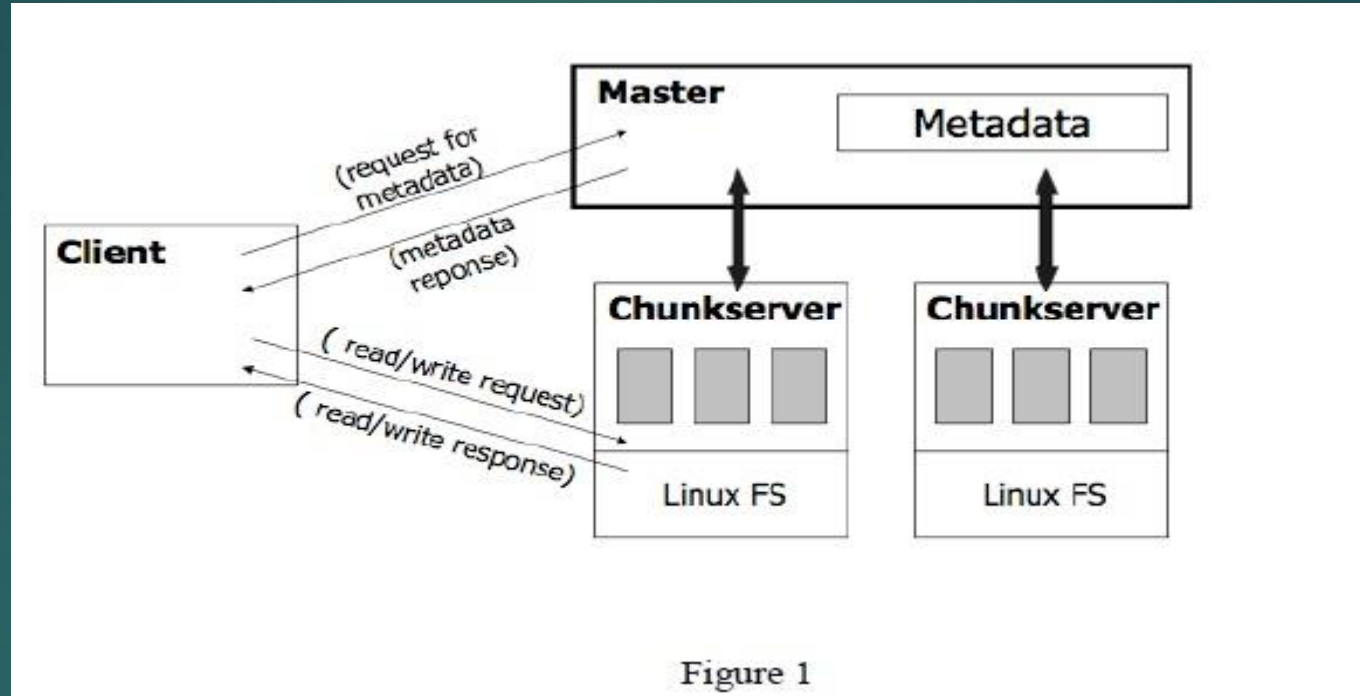 Master
Metadata
(request for
metadata)
(metadata
reponse)
Client
Chunkserver
Chunkserver
( read/write request)
( read/write response)
Linux FS
Linux FS
Figure 1